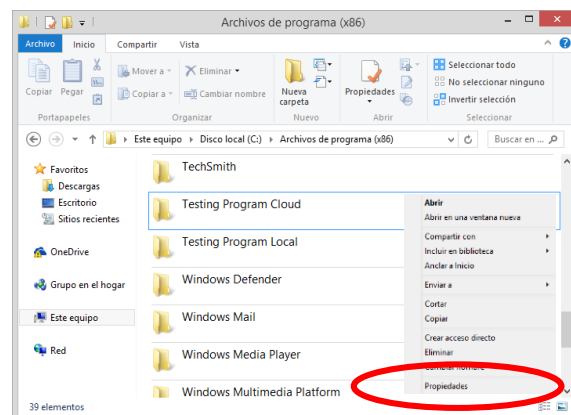 Archivos de programa (x86)
Archivo Inicio Compartir Vista
Copiar Pegar
Mover a
Copiar a
Eliminar
Cambiar nombre
Nueva carpeta
Propiedades
Seleccionar todo
No seleccionar ninguno
Invertir selección
Portapapeles Organizar Nuevo Abrir Seleccionar
Este equipo Disco local (C:) Archivos de programa (x86)
Buscar en ...
Favoritos
Descargas
Escritorio
Sitios recientes
OneDrive
Grupo en el hogar
Este equipo
Red
TechSmith
Testing Program Cloud
Testing Program Local
Windows Defender
Windows Mail
Windows Media Player
Windows Multimedia Platform
Abrir
Abrir en una ventana nueva
Compartir con
Incluir en biblioteca
Anclar a Inicio
Enviar a
Cortar
Copiar
Crear acceso directo
Eliminar
Cambiar nombre
Propiedades
39 elementos